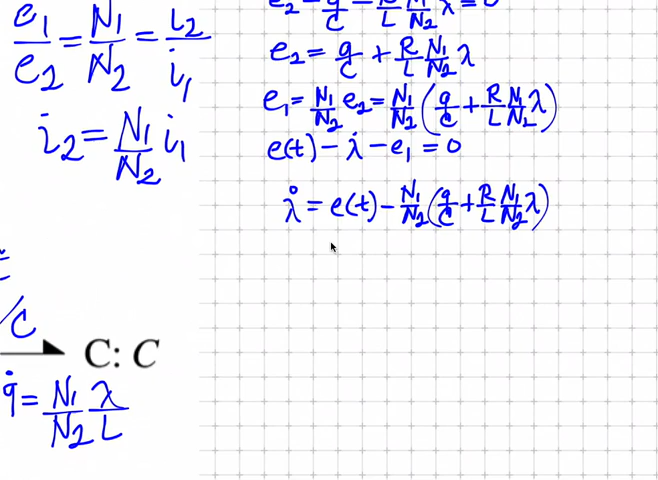 e₁/e₂ = N₁/N₂ = i₂/i₁
i₂ = N₁/N₂ i₁
C: C
q̇ = N₁/N₂ λ/L
e₂ = q/C + R/L N₁/N₂ λ
e₁ = N₁/N₂ e₂ = N₁/N₂ (q/C + R/L N₁/N₂ λ)
e(t) − λ̇ − e₁ = 0
λ̇ = e(t) − N₁/N₂ (q/C + R/L N₁/N₂ λ)